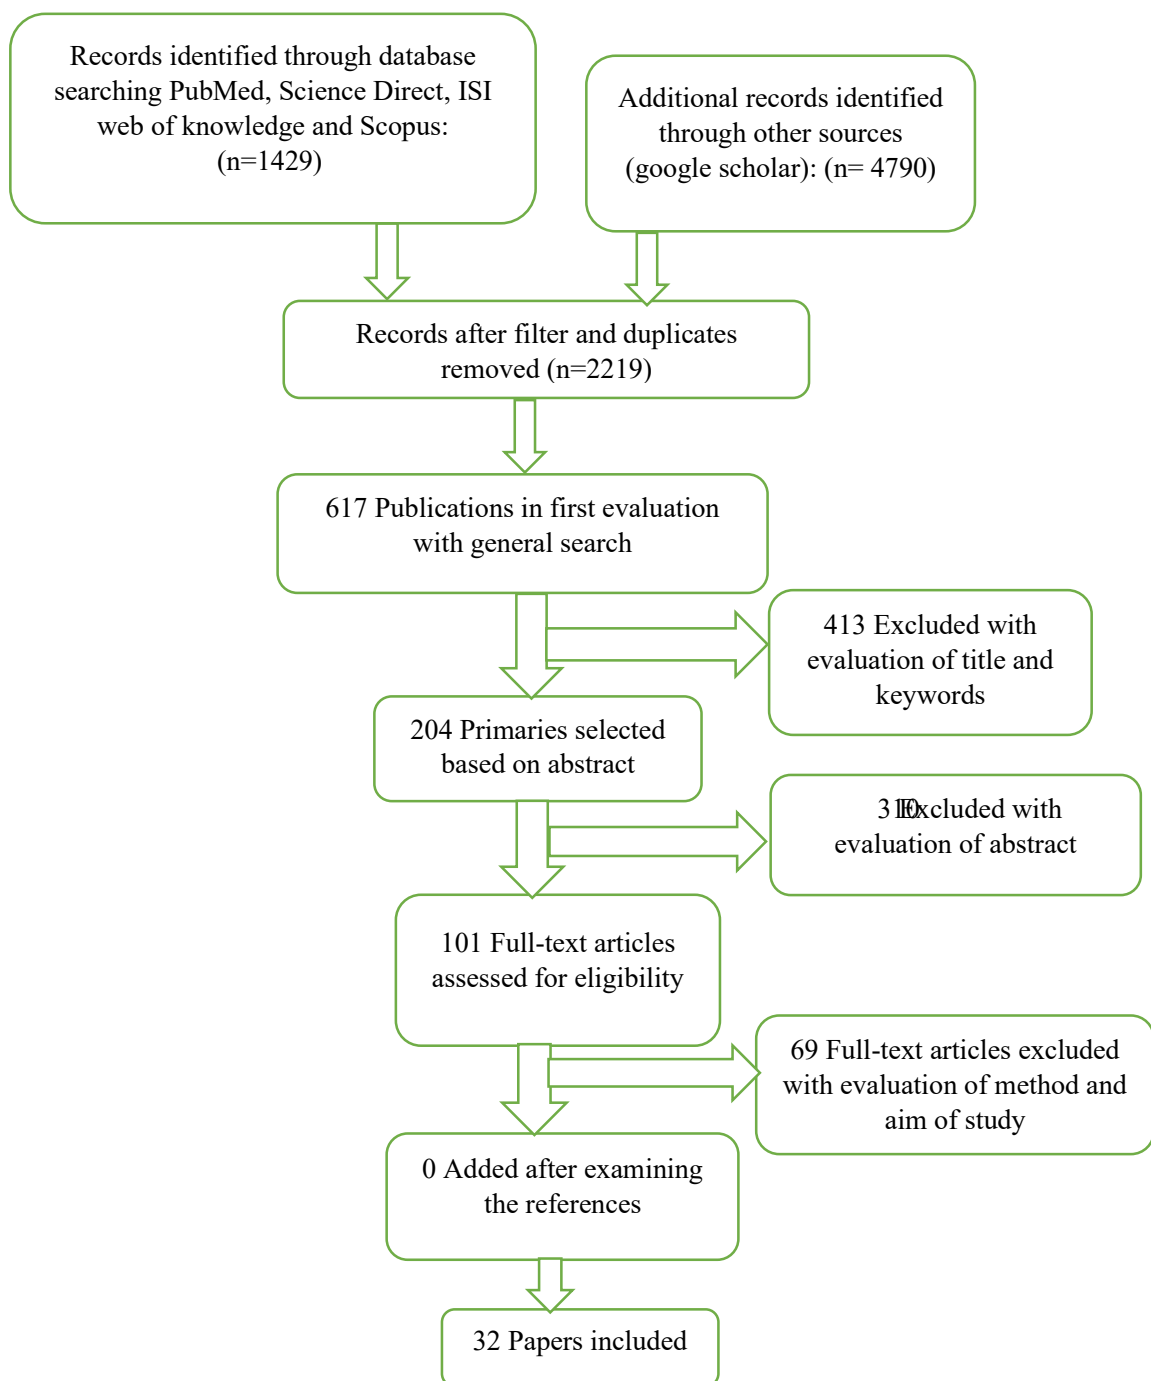 Records identified through database
searching PubMed, Science Direct, ISI
web of knowledge and Scopus:
(n=1429)
Additional records identified
through other sources
(google scholar): (n= 4790)
Records after filter and duplicates
removed (n=2219)
617 Publications in first evaluation
with general search
413 Excluded with
evaluation of title and
keywords
204 Primaries selected
based on abstract
Excluded with
evaluation of abstract
101 Full-text articles
assessed for eligibility
69 Full-text articles excluded
with evaluation of method and
aim of study
0 Added after examining
the references
32 Papers included